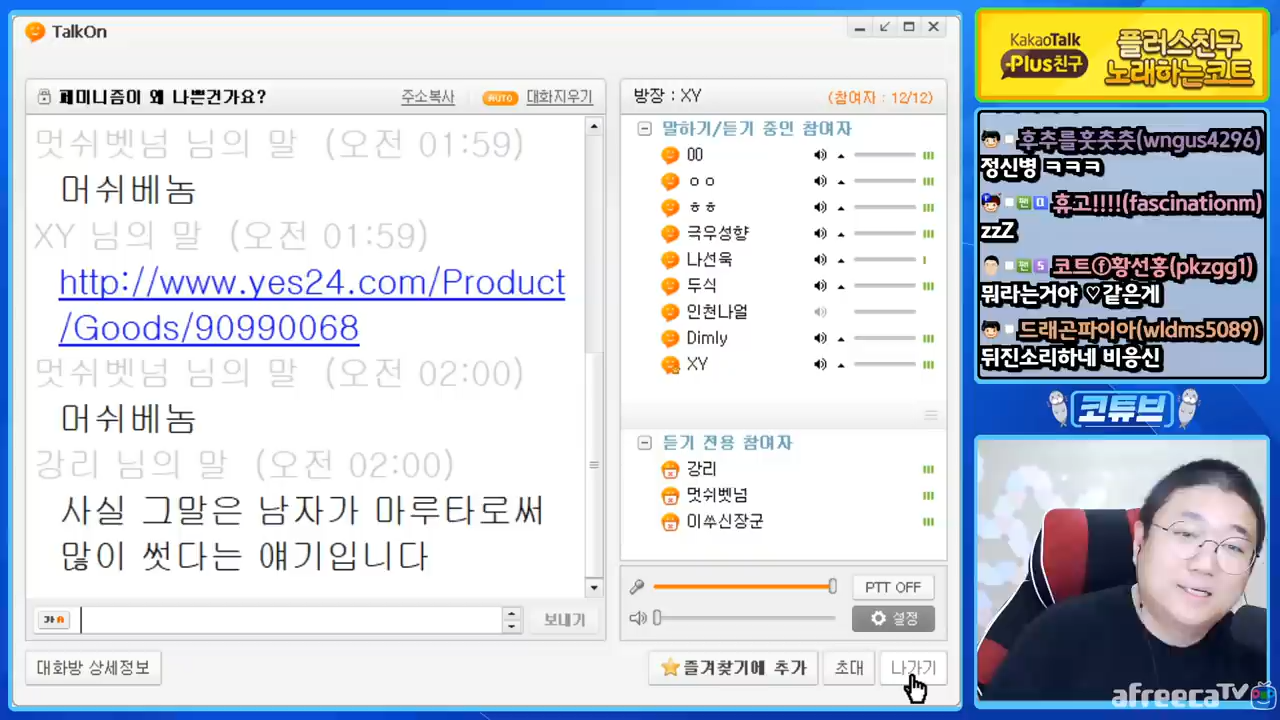 TalkOn
페미니즘이 왜 나쁜건가요?
주소복사
AUTO
대화지우기
멋쉬벳넘 님의 말 (오전 01:59)
머쉬베놈
XY 님의 말 (오전 01:59)
http://www.yes24.com/Product
/Goods/90990068
멋쉬벳넘 님의 말 (오전 02:00)
머쉬베놈
강리 님의 말 (오전 02:00)
사실 그말은 남자가 마루타로써
많이 썻다는 얘기입니다
보내기
대화방 상세정보
방장 : XY
(참여자 : 12/12)
말하기/듣기 중인 참여자
00
ㅇㅇ
ㅎㅎ
극우성향
나선욱
두식
인천나얼
Dimly
XY
듣기 전용 참여자
강리
멋쉬벳넘
이쑤신장군
PTT OFF
설정
즐겨찾기에 추가
초대
나가기
KakaoTalk
Plus친구
플러스친구
노래하는코트
후추를훗춧춧(wngus4296)
정신병 ㅋㅋㅋ
팬
휴고!!!!(fascinationm)
zzZ
팬 5 코트ⓕ황선홍(pkzgg1)
뭐라는거야 ♡같은게
드래곤파이아(wldms5089)
뒤진소리하네 비응신
코튜브
afreecaTV